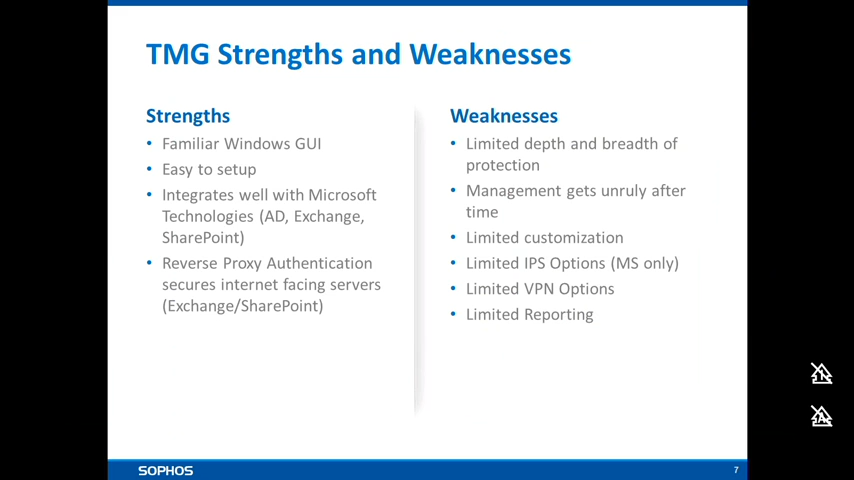 TMG Strengths and Weaknesses
Strengths
• Familiar Windows GUI
• Easy to setup
• Integrates well with Microsoft
Technologies (AD, Exchange,
SharePoint)
• Reverse Proxy Authentication
secures internet facing servers
(Exchange/SharePoint)
Weaknesses
• Limited depth and breadth of
protection
• Management gets unruly after
time
• Limited customization
• Limited IPS Options (MS only)
• Limited VPN Options
• Limited Reporting
SOPHOS
7